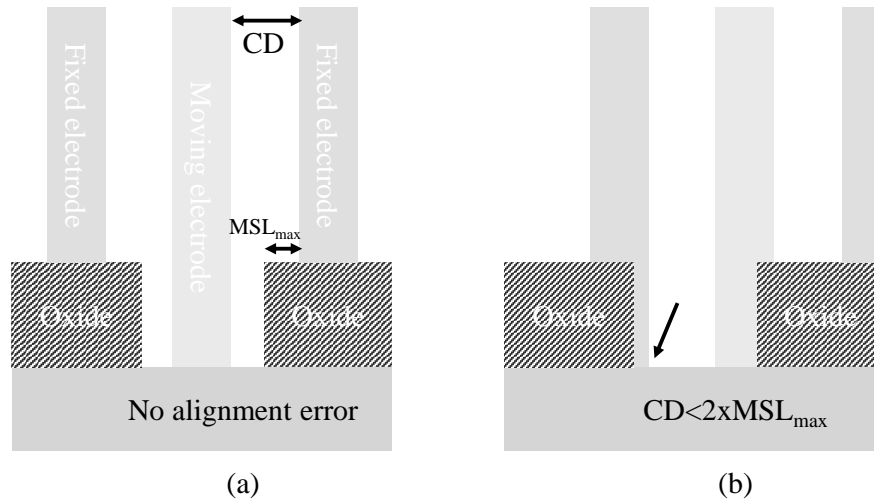 CD
Fixed electrode
Moving electrode
Fixed electrode
MSLmax
Oxide
Oxide
Oxide
Oxide
No alignment error
CD<2xMSLmax
(a)
(b)